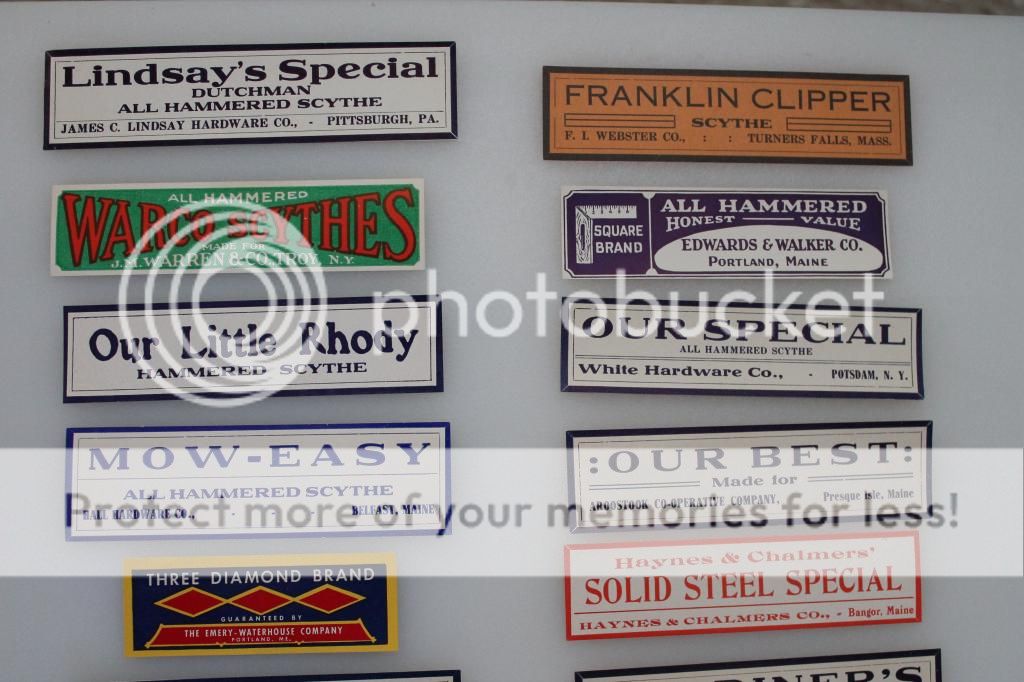 Lindsay's Special
DUTCHMAN
ALL HAMMERED SCYTHE
JAMES C. LINDSAY HARDWARE CO., - PITTSBURGH, PA.
FRANKLIN CLIPPER
SCYTHE
F. I. WEBSTER CO., : : TURNERS FALLS, MASS.
ALL HAMMERED
WARCO SCYTHES
MADE FOR
J.M. WARREN & CO. TROY, N.Y.
SQUARE
BRAND
ALL HAMMERED
HONEST VALUE
EDWARDS & WALKER CO.
PORTLAND, MAINE
Our Little Rhody
HAMMERED SCYTHE
OUR SPECIAL
ALL HAMMERED SCYTHE
White Hardware Co., - POTSDAM, N. Y.
MOW-EASY
ALL HAMMERED SCYTHE
HALL HARDWARE CO., - - - BELFAST, MAINE
:OUR BEST:
Made for
AROOSTOOK CO-OPERATIVE COMPANY, Presque Isle, Maine
THREE DIAMOND BRAND
GUARANTEED BY
THE EMERY-WATERHOUSE COMPANY
PORTLAND, ME.
Haynes & Chalmers'
SOLID STEEL SPECIAL
HAYNES & CHALMERS CO., - Bangor, Maine
photobucket
Protect more of your memories for less!